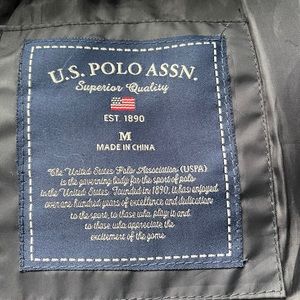 U.S. POLO ASSN.
Superior Quality
EST. 1890
M
MADE IN CHINA
The United States Polo Association (USPA)
is the governing body for the sport of polo
in the United States. Founded in 1890, it has enjoyed
over one hundred years of excellence and dedication
to the sport, to those who play it and
to those who appreciate the
excitement of the game.